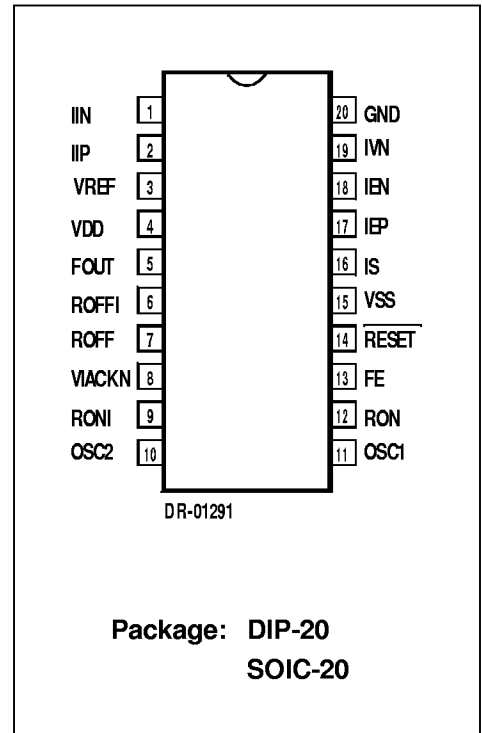 IIN 1 20 GND
IIP 2 19 IVN
VREF 3 18 IEN
VDD 4 17 IEP
FOUT 5 16 IS
ROFFI 6 15 VSS
ROFF 7 14 RESET
VIACKN 8 13 FE
RONI 9 12 RON
OSC2 10 11 OSC1
DR-01291
Package: DIP-20
SOIC-20